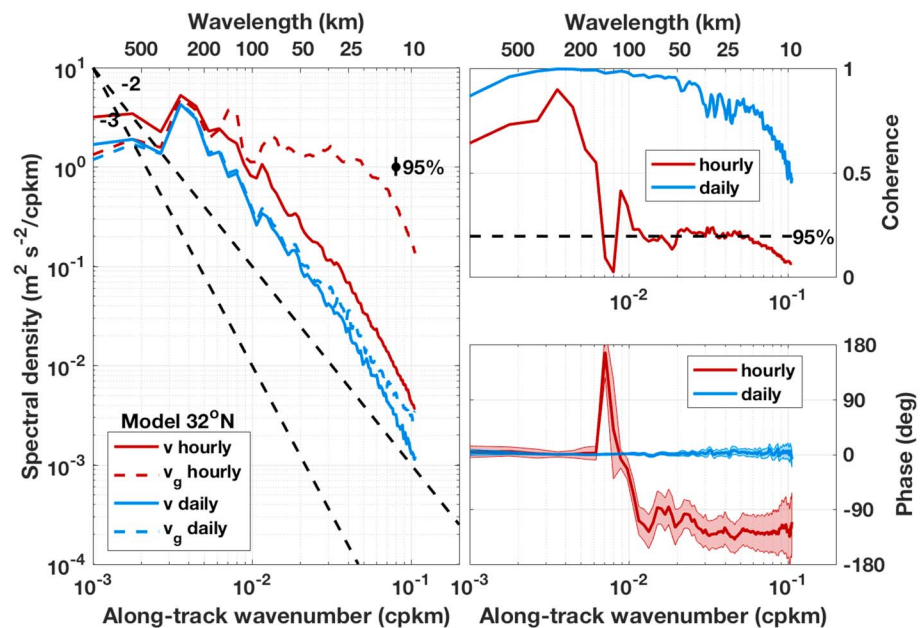 Wavelength (km)
500 200 100 50 25 10
10^1
10^0
10^-1
10^-2
10^-3
10^-4
Spectral density (m^2 s^-2/cpkm)
-2
-3
95%
Model 32°N
v hourly
v_g hourly
v daily
v_g daily
10^-3 10^-2 10^-1
Along-track wavenumber (cpkm)
Wavelength (km)
500 200 100 50 25 10
1
0.5
0
Coherence
hourly
daily
95%
10^-2 10^-1
180
90
0
-90
-180
Phase (deg)
hourly
daily
10^-3 10^-2 10^-1
Along-track wavenumber (cpkm)